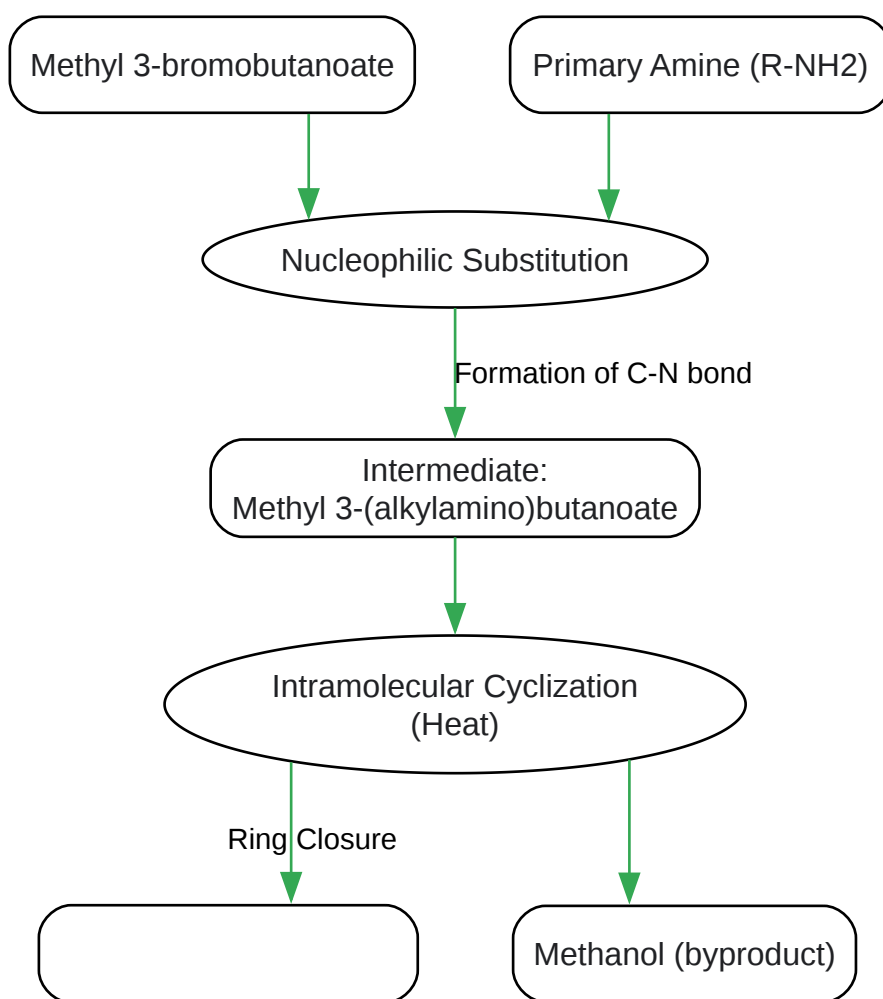 Methyl 3-bromobutanoate
Primary Amine (R-NH2)
Nucleophilic Substitution
Formation of C-N bond
Intermediate:
Methyl 3-(alkylamino)butanoate
Intramolecular Cyclization
(Heat)
Ring Closure
Methanol (byproduct)